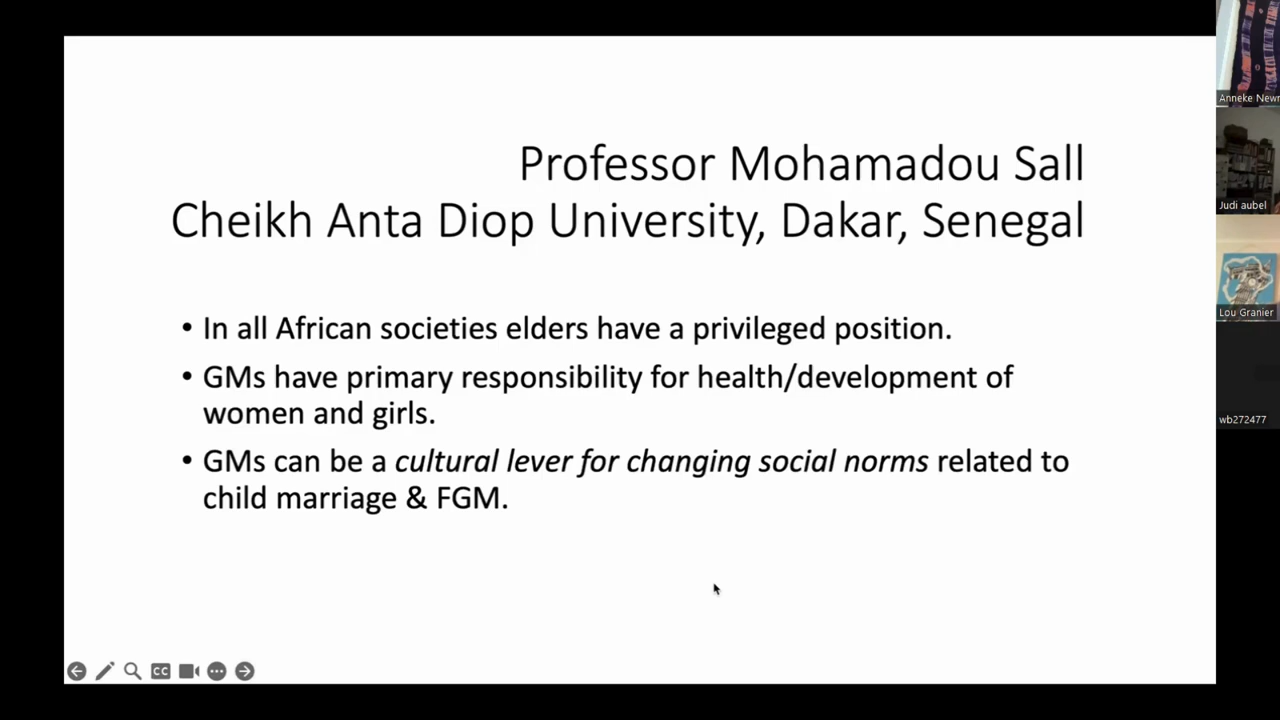 Professor Mohamadou Sall
Cheikh Anta Diop University, Dakar, Senegal
• In all African societies elders have a privileged position.
• GMs have primary responsibility for health/development of
women and girls.
• GMs can be a cultural lever for changing social norms related to
child marriage & FGM.
CC
Anneke Newr
Judi aubel
Lou Granier
wb272477